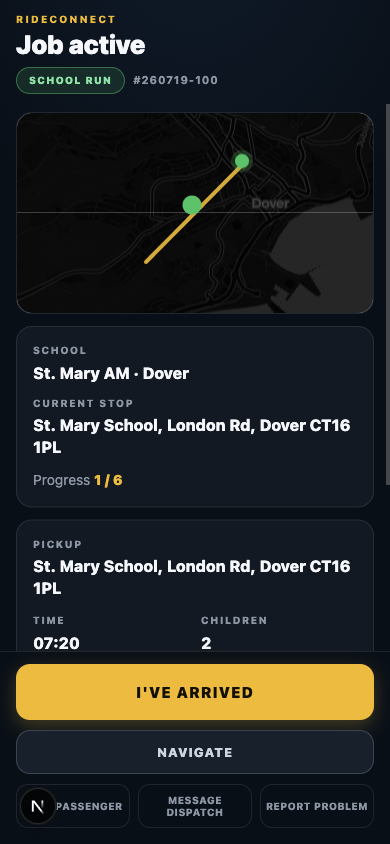 RIDECONNECT
Job active
SCHOOL RUN #260719-100
Dover
SCHOOL
St. Mary AM · Dover
CURRENT STOP
St. Mary School, London Rd, Dover CT16
1PL
Progress 1 / 6
PICKUP
St. Mary School, London Rd, Dover CT16
1PL
TIME CHILDREN
07:20 2
I'VE ARRIVED
NAVIGATE
N PASSENGER
MESSAGE
DISPATCH
REPORT PROBLEM